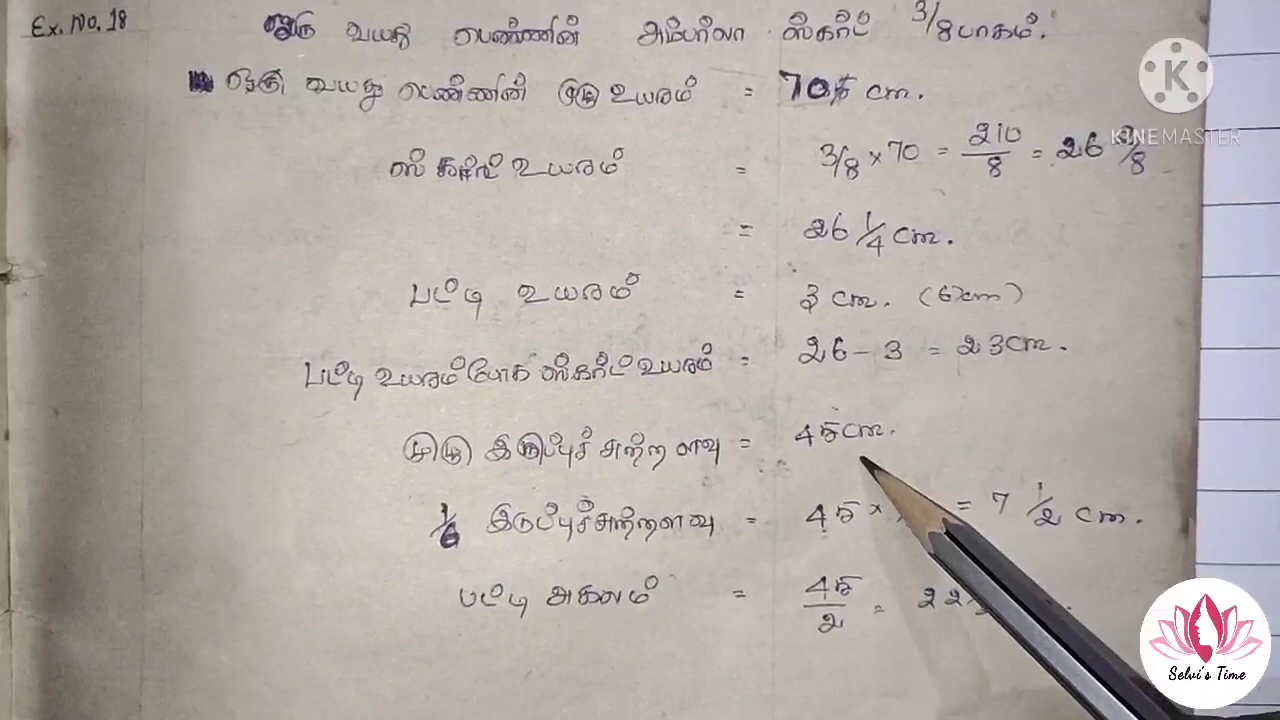 Ex. No. 18
ஒரு வயது பெண்ணின் அம்பர்லா ஸ்கர்ட் 3/8 பாகம்.
ஒரு வயது பெண்ணின் முழு உயரம் = 70 cm.
ஸ்கர்ட் உயரம் = 3/8 × 70 = 210/8 = 26 2/8
= 26 1/4 cm.
பட்டி உயரம் = 3 cm. (6cm)
பட்டி உயரம்போக ஸ்கர்ட் உயரம் = 26 - 3 = 23cm.
முழு இடுப்புச் சுற்றளவு = 45cm.
1/6 இடுப்புச்சுற்றளவு = 45 × = 7 1/2 cm.
பட்டி அகலம் = 45/2 = 22
KINEMASTER
Selvi's Time